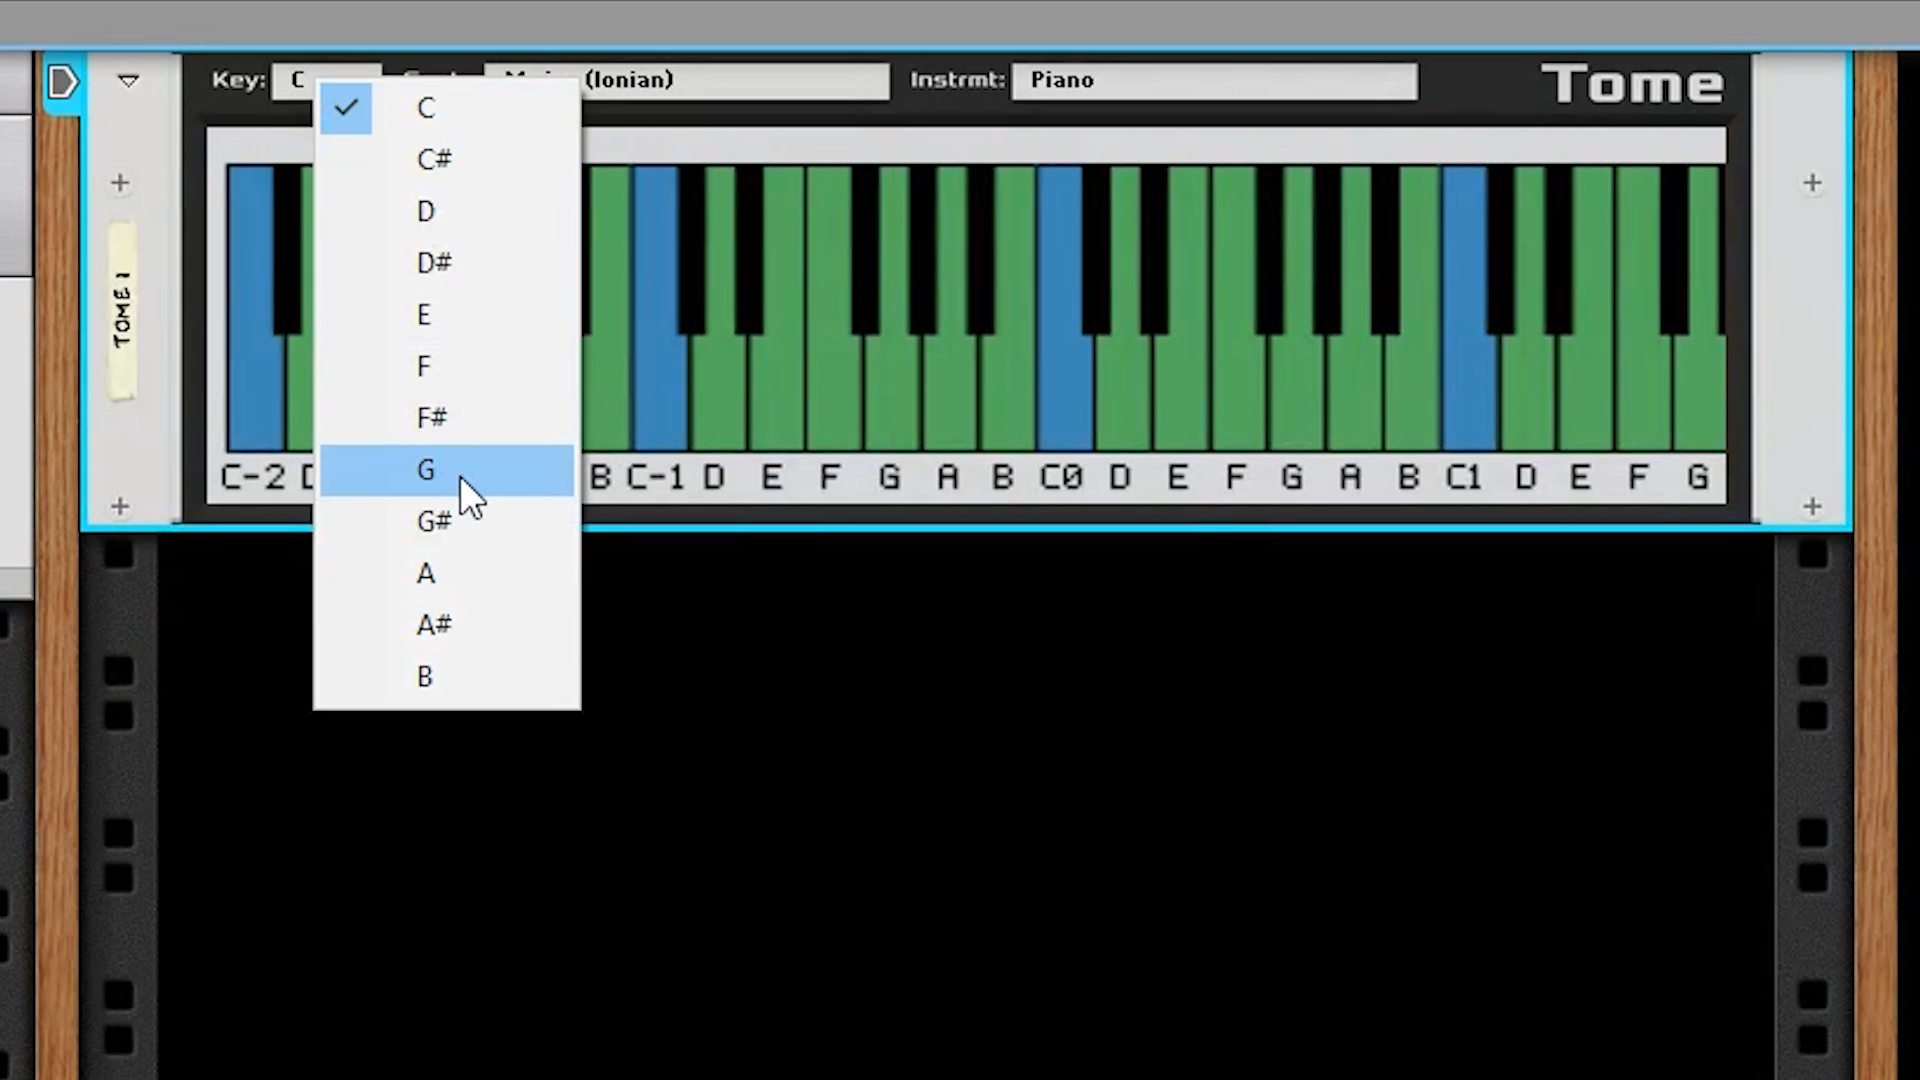 Key: C (Ionian) Instrmt: Piano Tome
C
C#
D
D#
E
F
F#
G
G#
A
A#
B
TOME 1
C-2 B C-1 D E F G A B C0 D E F G A B C1 D E F G